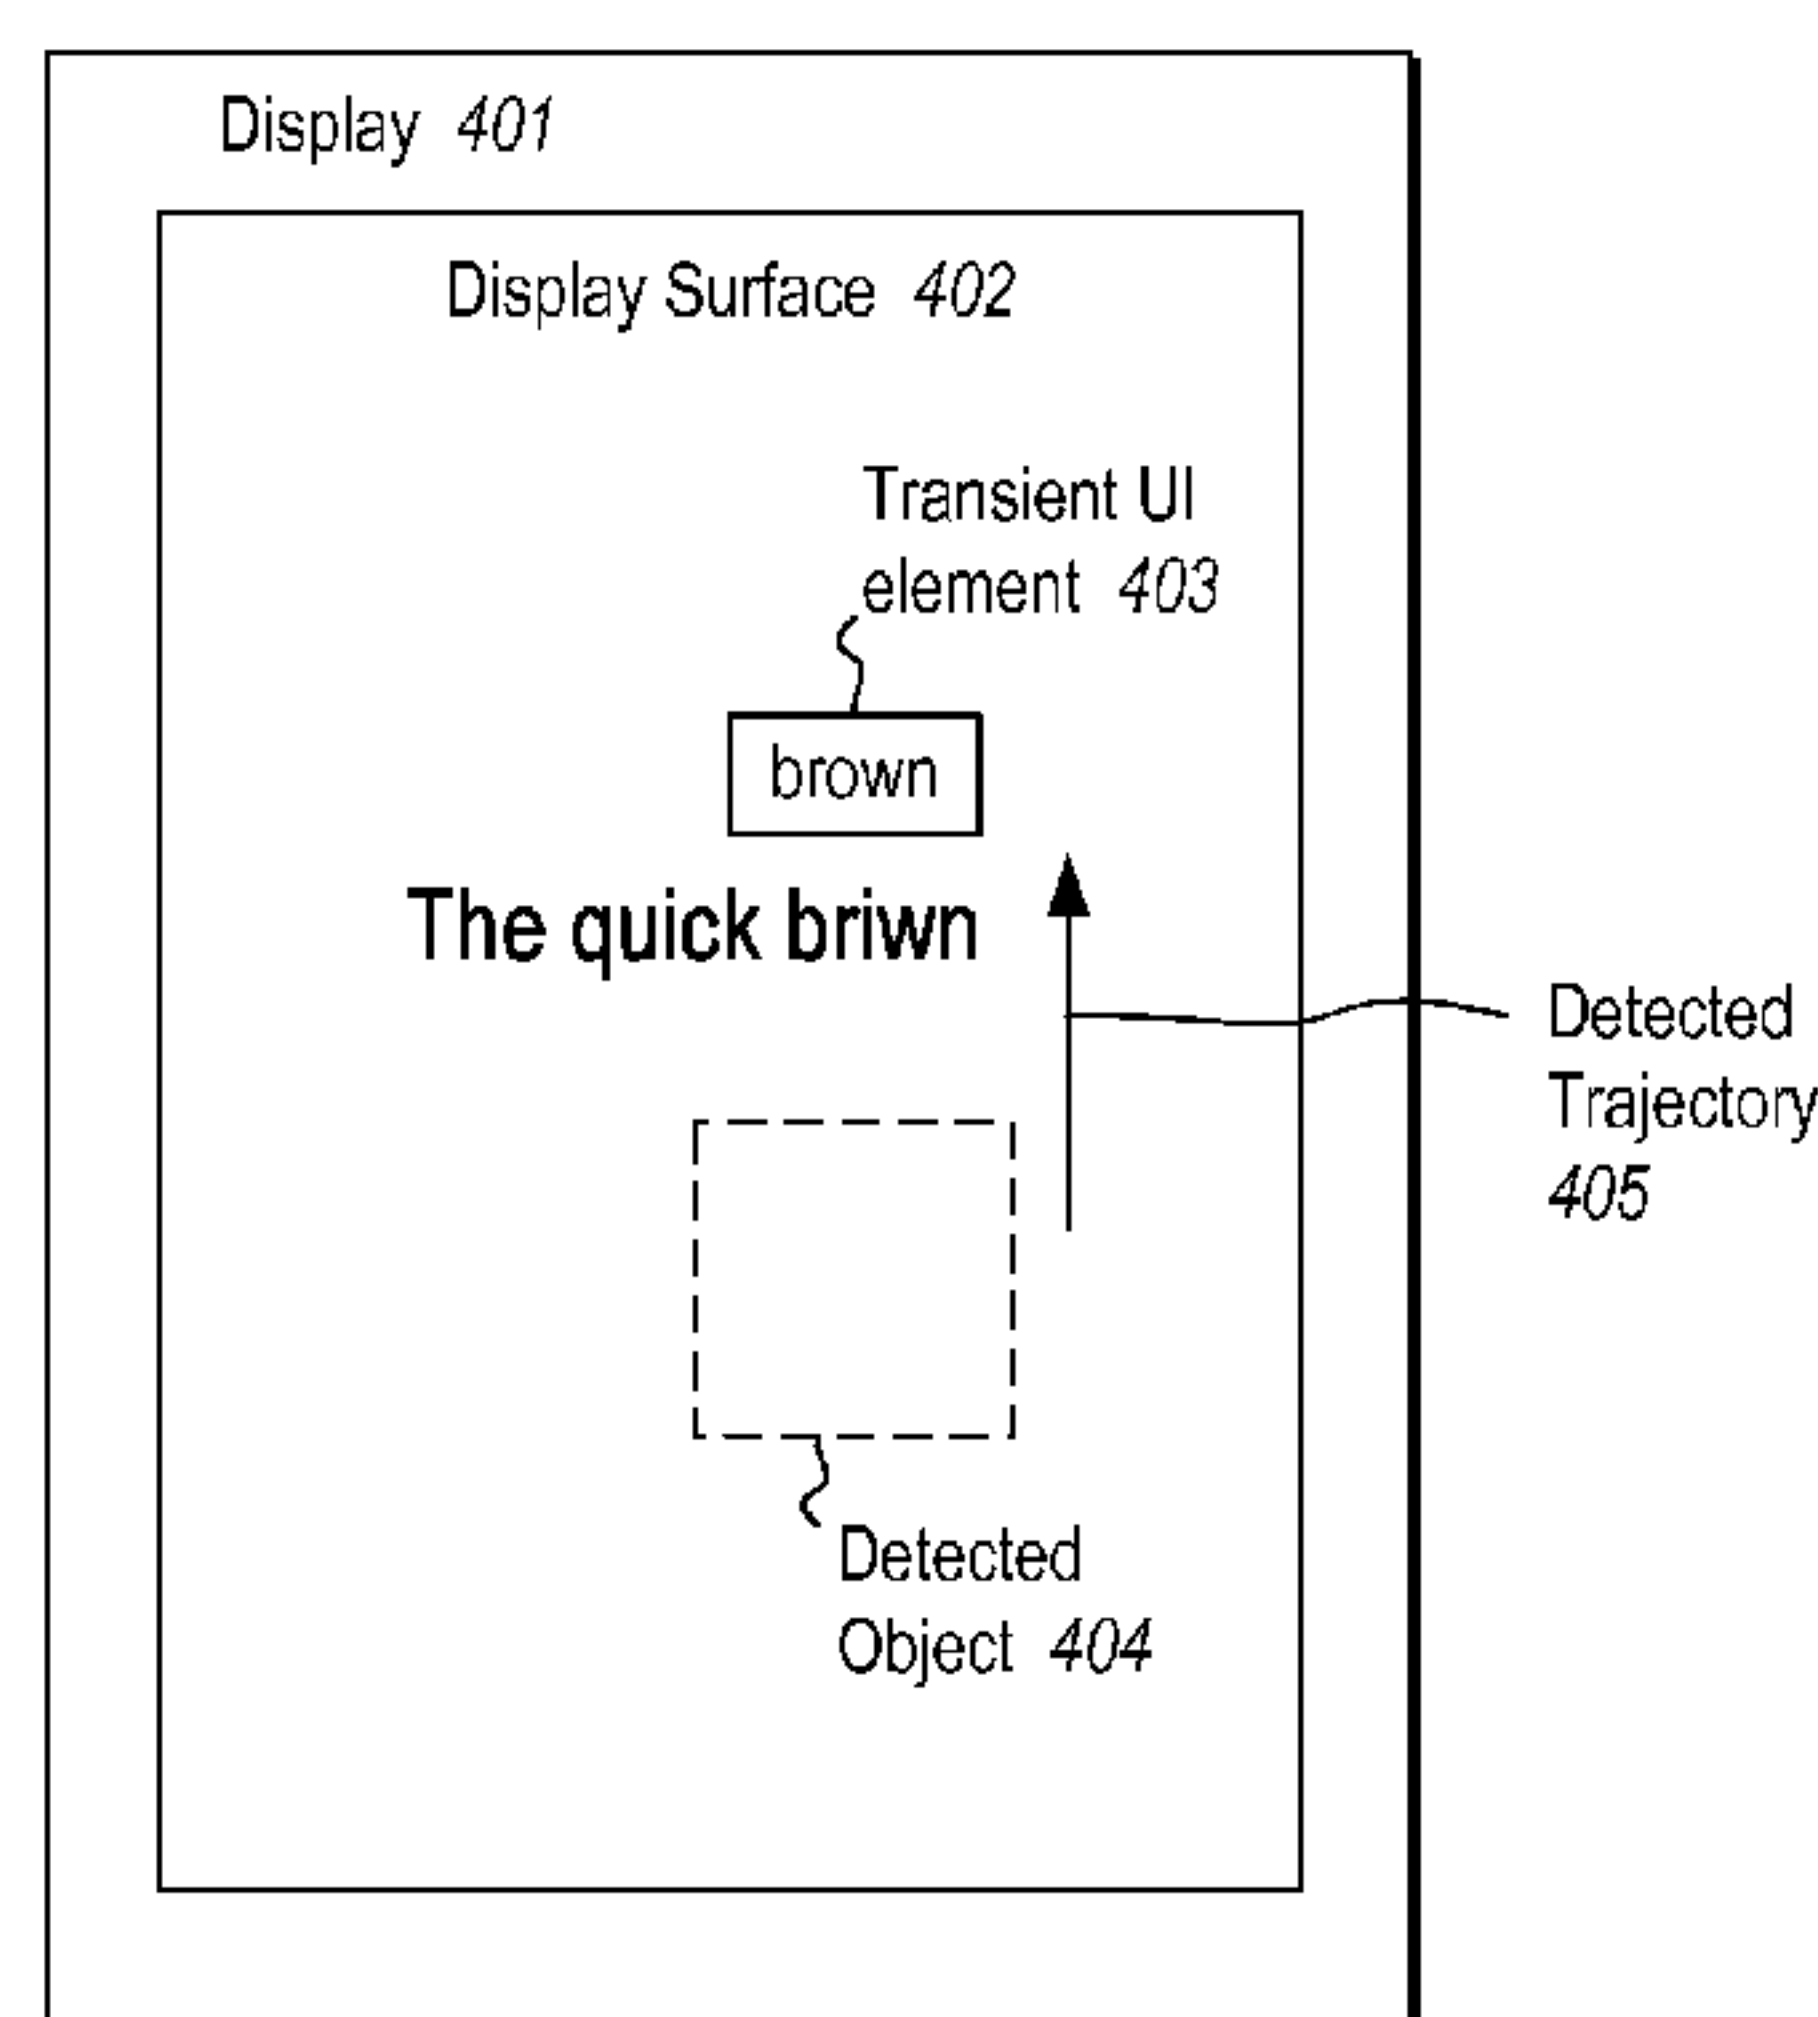 Display 401
Display Surface 402
Transient UI
element 403
brown
The quick briwn
Detected
Trajectory
405
Detected
Object 404